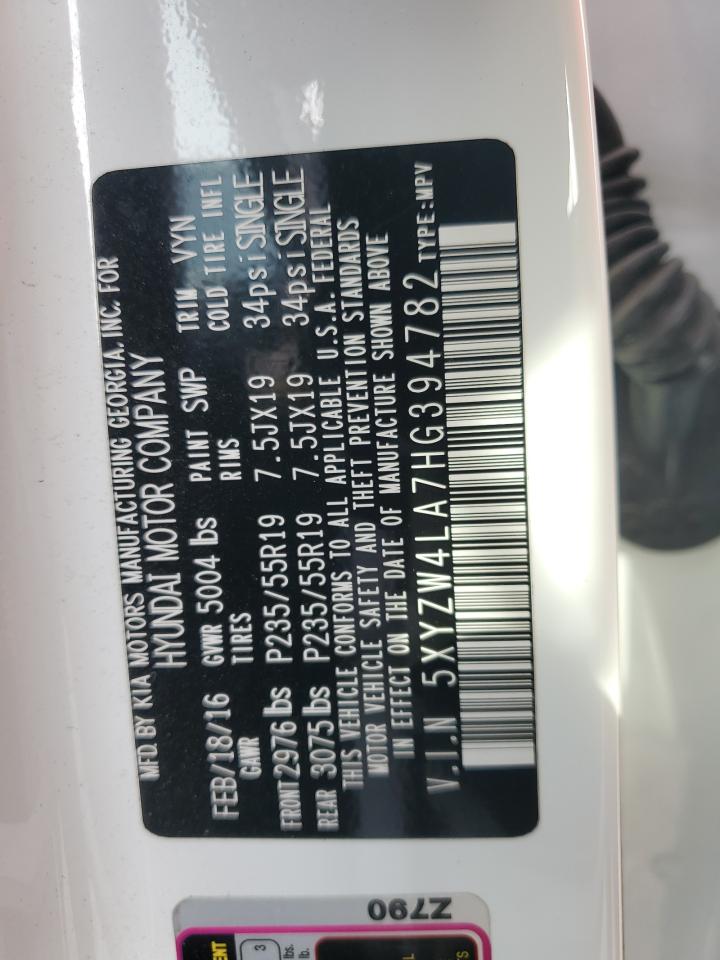 MFD. BY KIA MOTORS MANUFACTURING GEORGIA, INC. FOR
HYUNDAI MOTOR COMPANY
FEB/18/16 GVWR 5004 lbs PAINT SWP TRIM VYN
GAWR TIRES RIMS COLD TIRE INFL
FRONT 2976 lbs P235/55R19 7.5JX19 34psi SINGLE
REAR 3075 lbs P235/55R19 7.5JX19 34psi SINGLE
THIS VEHICLE CONFORMS TO ALL APPLICABLE U.S.A. FEDERAL
MOTOR VEHICLE SAFETY AND THEFT PREVENTION STANDARDS
IN EFFECT ON THE DATE OF MANUFACTURE SHOWN ABOVE
V.I.N 5XYZW4LA7HG394782 TYPE:MPV
Z790
3
lbs.
lb.